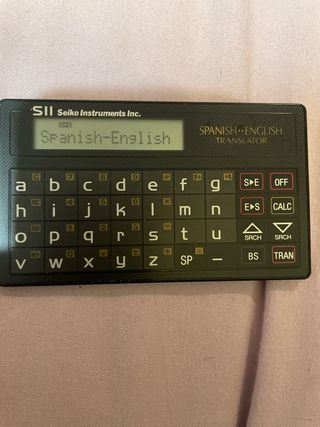 SII Seiko Instruments Inc.
S▸E
Spanish-English
SPANISH↔ENGLISH
TRANSLATOR
a b c d e f g S▸E OFF
h i j k l m n E▸S CALC
o p q r s t u SRCH SRCH
v w x y z SP – BS TRAN